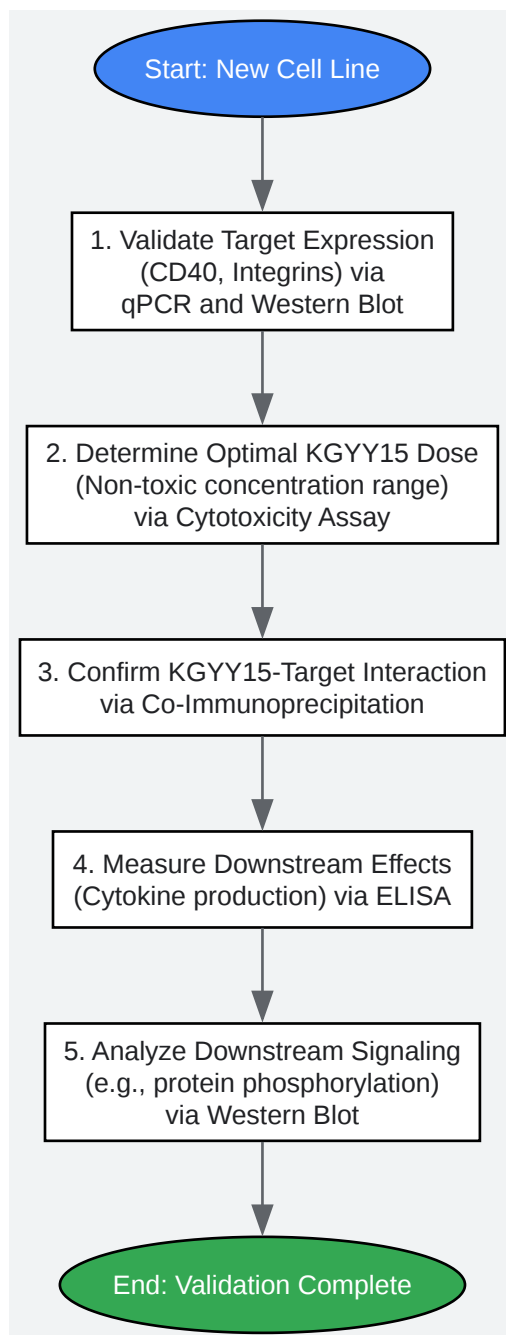 Start: New Cell Line
1. Validate Target Expression
(CD40, Integrins) via
qPCR and Western Blot
2. Determine Optimal KGYY15 Dose
(Non-toxic concentration range)
via Cytotoxicity Assay
3. Confirm KGYY15-Target Interaction
via Co-Immunoprecipitation
4. Measure Downstream Effects
(Cytokine production) via ELISA
5. Analyze Downstream Signaling
(e.g., protein phosphorylation)
via Western Blot
End: Validation Complete